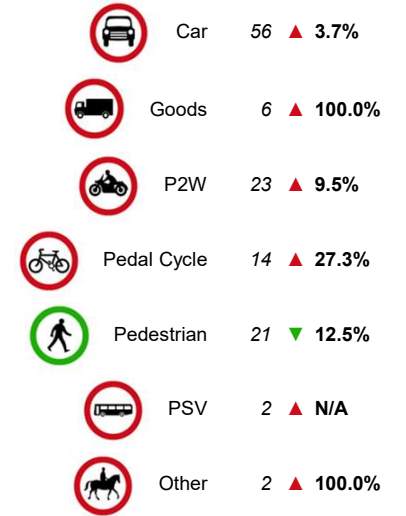 Car 56 ▲ 3.7%
Goods 6 ▲ 100.0%
P2W 23 ▲ 9.5%
Pedal Cycle 14 ▲ 27.3%
Pedestrian 21 ▼ 12.5%
PSV 2 ▲ N/A
Other 2 ▲ 100.0%